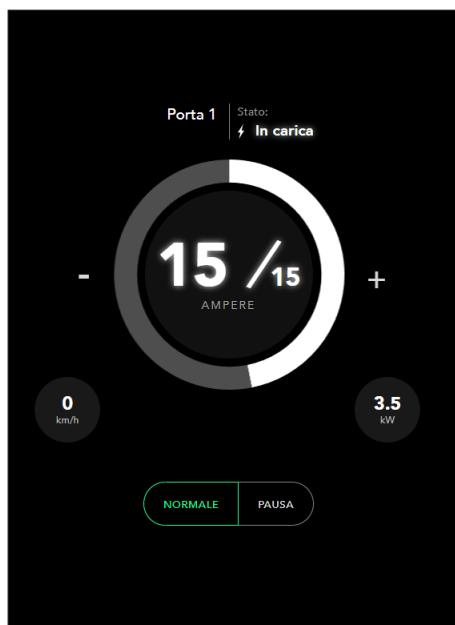 Porta 1
Stato:
In carica
15 / 15
AMPERE
-
+
0
km/h
3.5
kW
NORMALE
PAUSA